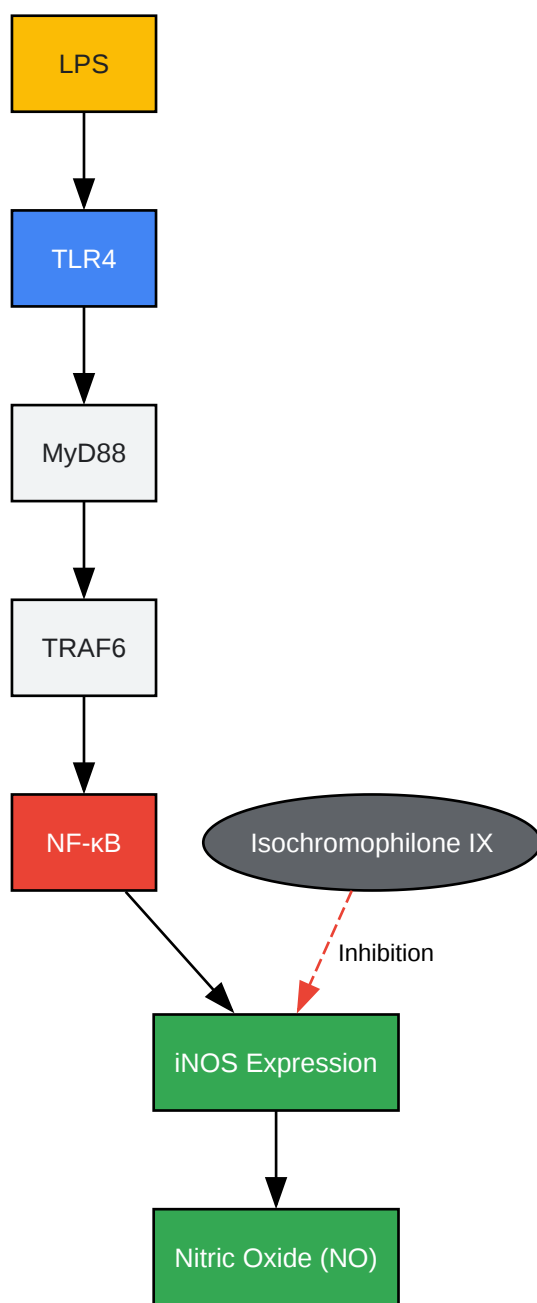 LPS
TLR4
MyD88
TRAF6
NF-κB
Isochromophilone IX
Inhibition
iNOS Expression
Nitric Oxide (NO)